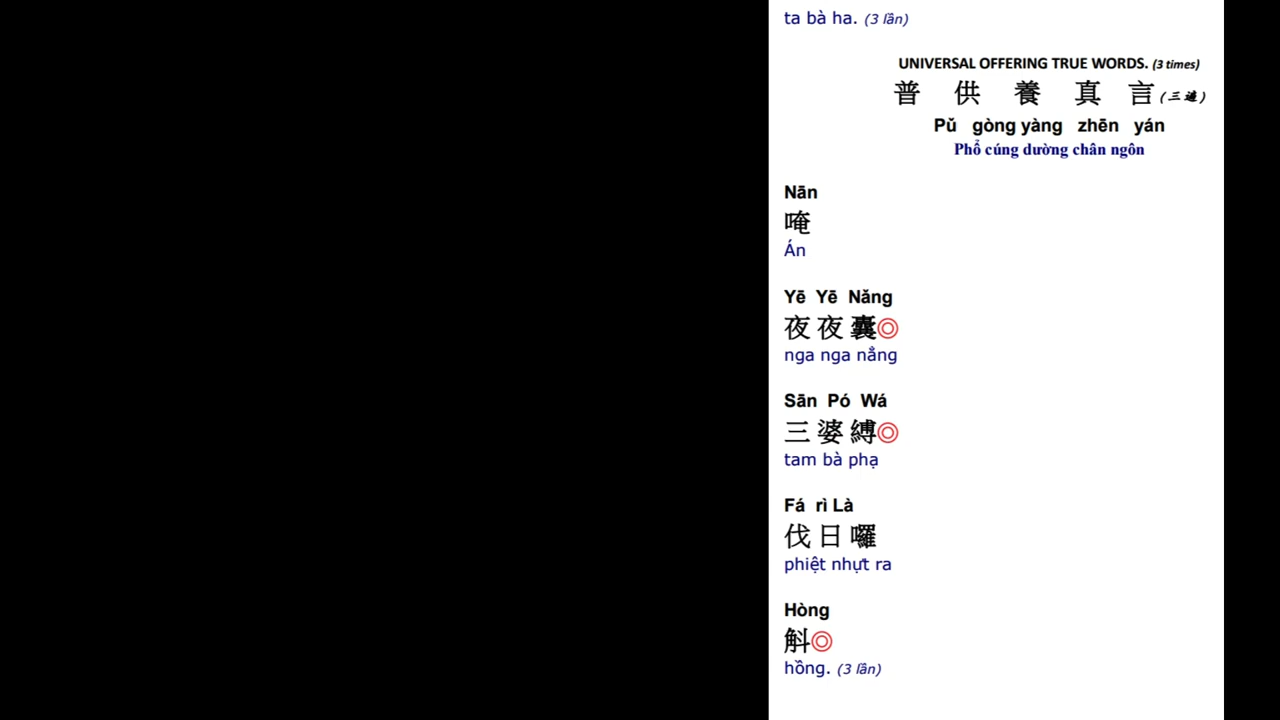 ta bà ha. (3 lần)
UNIVERSAL OFFERING TRUE WORDS. (3 times)
普 供 養 真 言 (三遍)
Pǔ gòng yàng zhēn yán
Phổ cúng dường chân ngôn
Nān
唵
Án
Yē Yē Nǎng
夜夜囊◎
nga nga nẳng
Sān Pó Wá
三婆縛◎
tam bà phạ
Fá rì Là
伐日囉
phiệt nhựt ra
Hòng
斛◎
hồng. (3 lần)